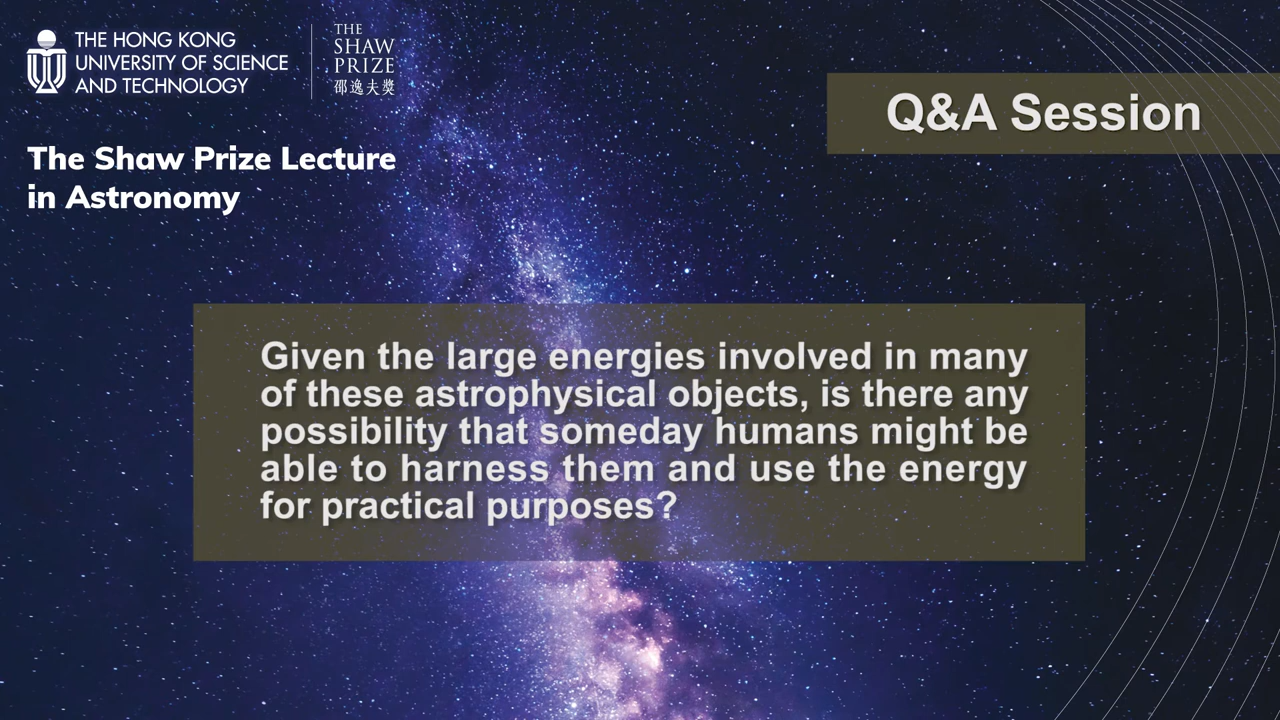 THE HONG KONG
UNIVERSITY OF SCIENCE
AND TECHNOLOGY
THE
SHAW
PRIZE
邵逸夫獎
The Shaw Prize Lecture
in Astronomy
Q&A Session
Given the large energies involved in many
of these astrophysical objects, is there any
possibility that someday humans might be
able to harness them and use the energy
for practical purposes?